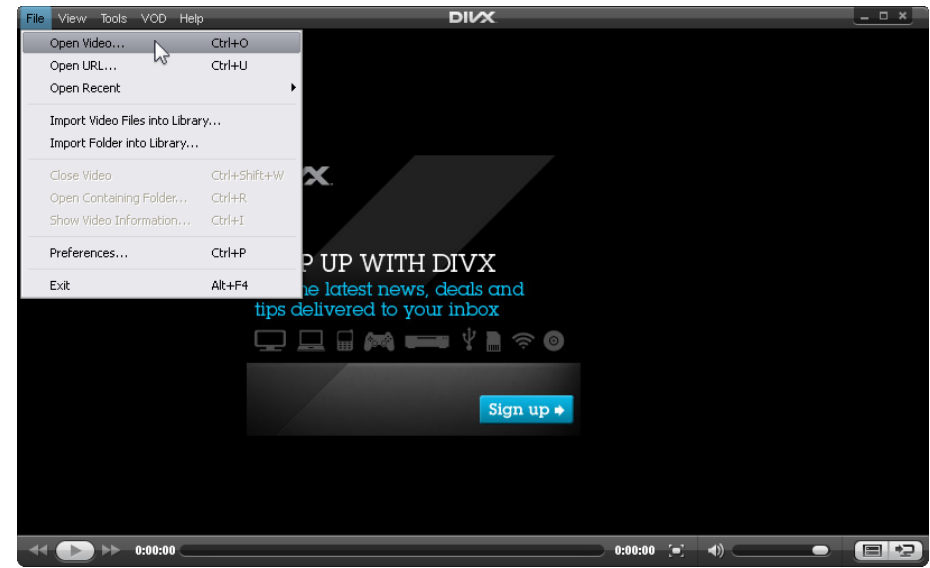 File View Tools VOD Help
DIVX
Open Video... Ctrl+O
Open URL... Ctrl+U
Open Recent
Import Video Files into Library...
Import Folder into Library...
Close Video Ctrl+Shift+W
Open Containing Folder... Ctrl+R
Show Video Information... Ctrl+I
Preferences... Ctrl+P
Exit Alt+F4
X.
P UP WITH DIVX
latest news, deals and
tips delivered to your inbox
Sign up
0:00:00
0:00:00